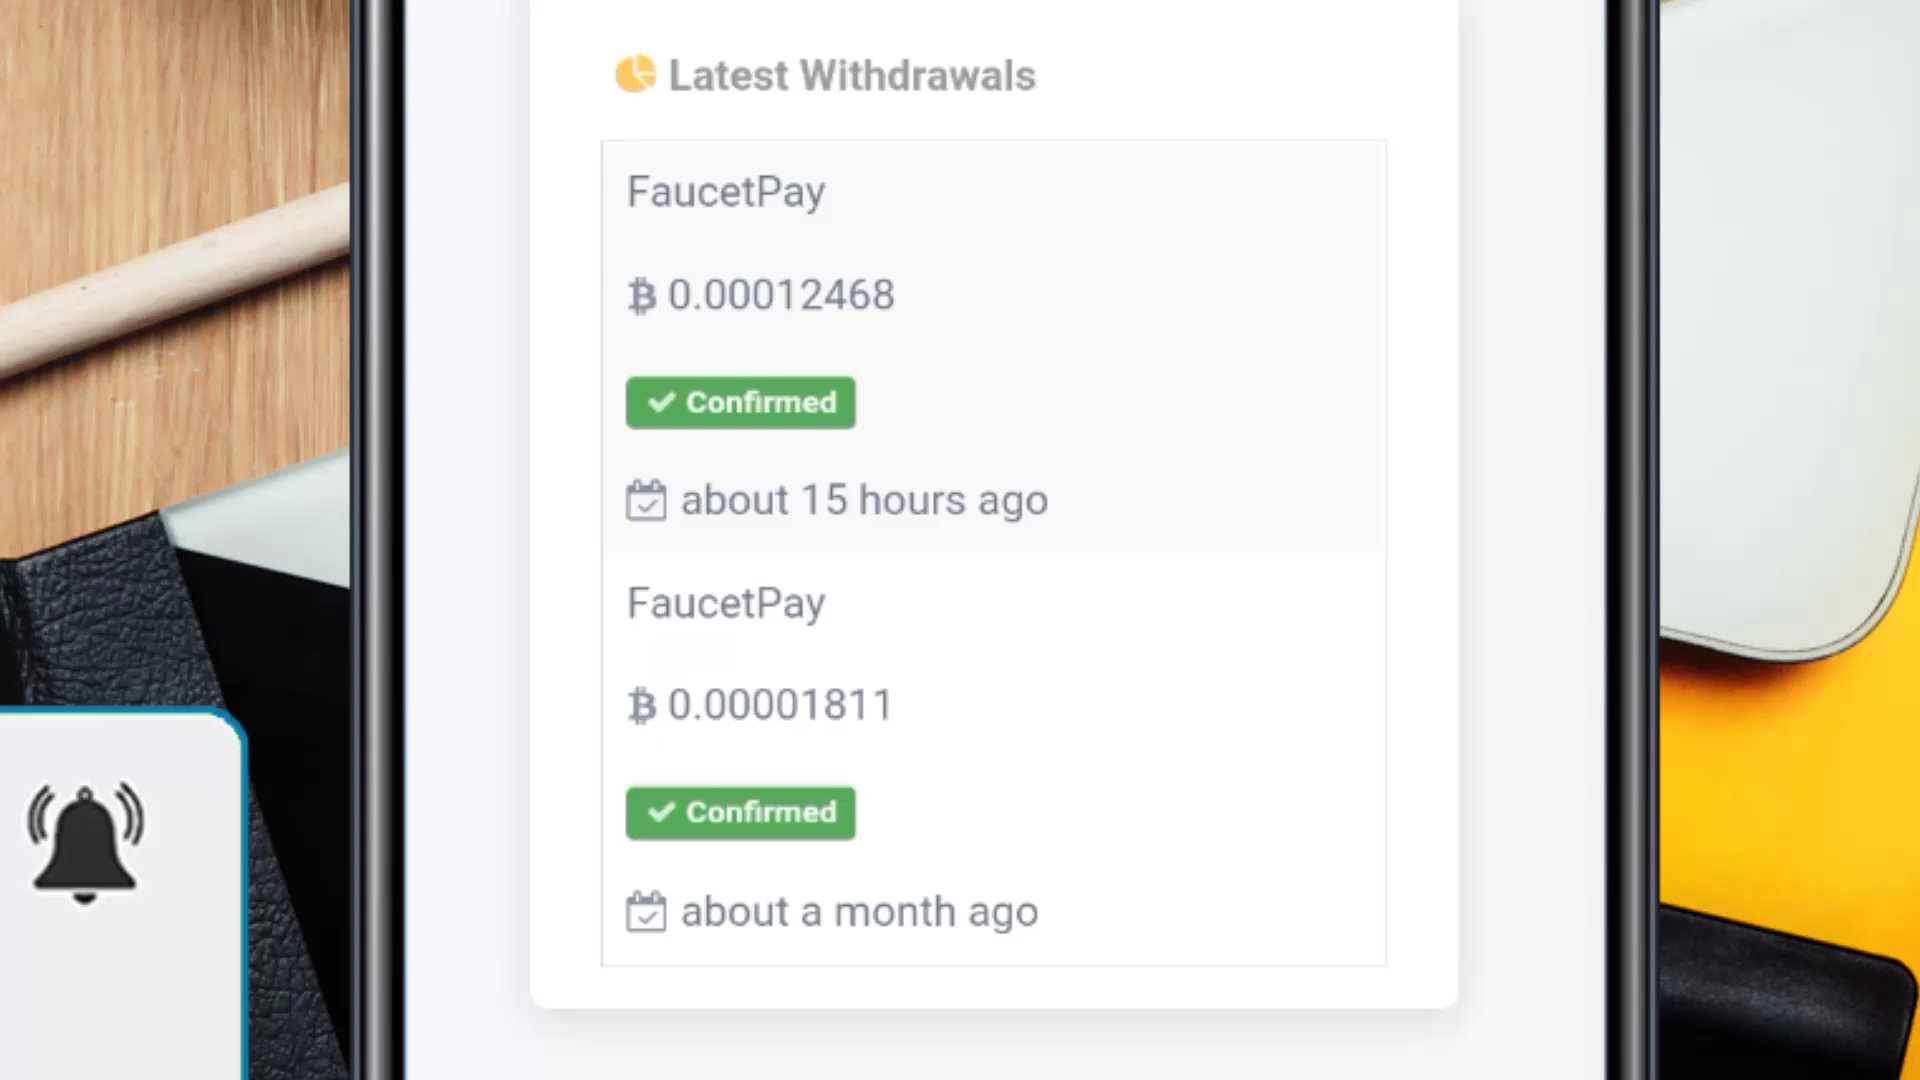 Latest Withdrawals
FaucetPay
₿ 0.00012468
Confirmed
about 15 hours ago
FaucetPay
₿ 0.00001811
Confirmed
about a month ago